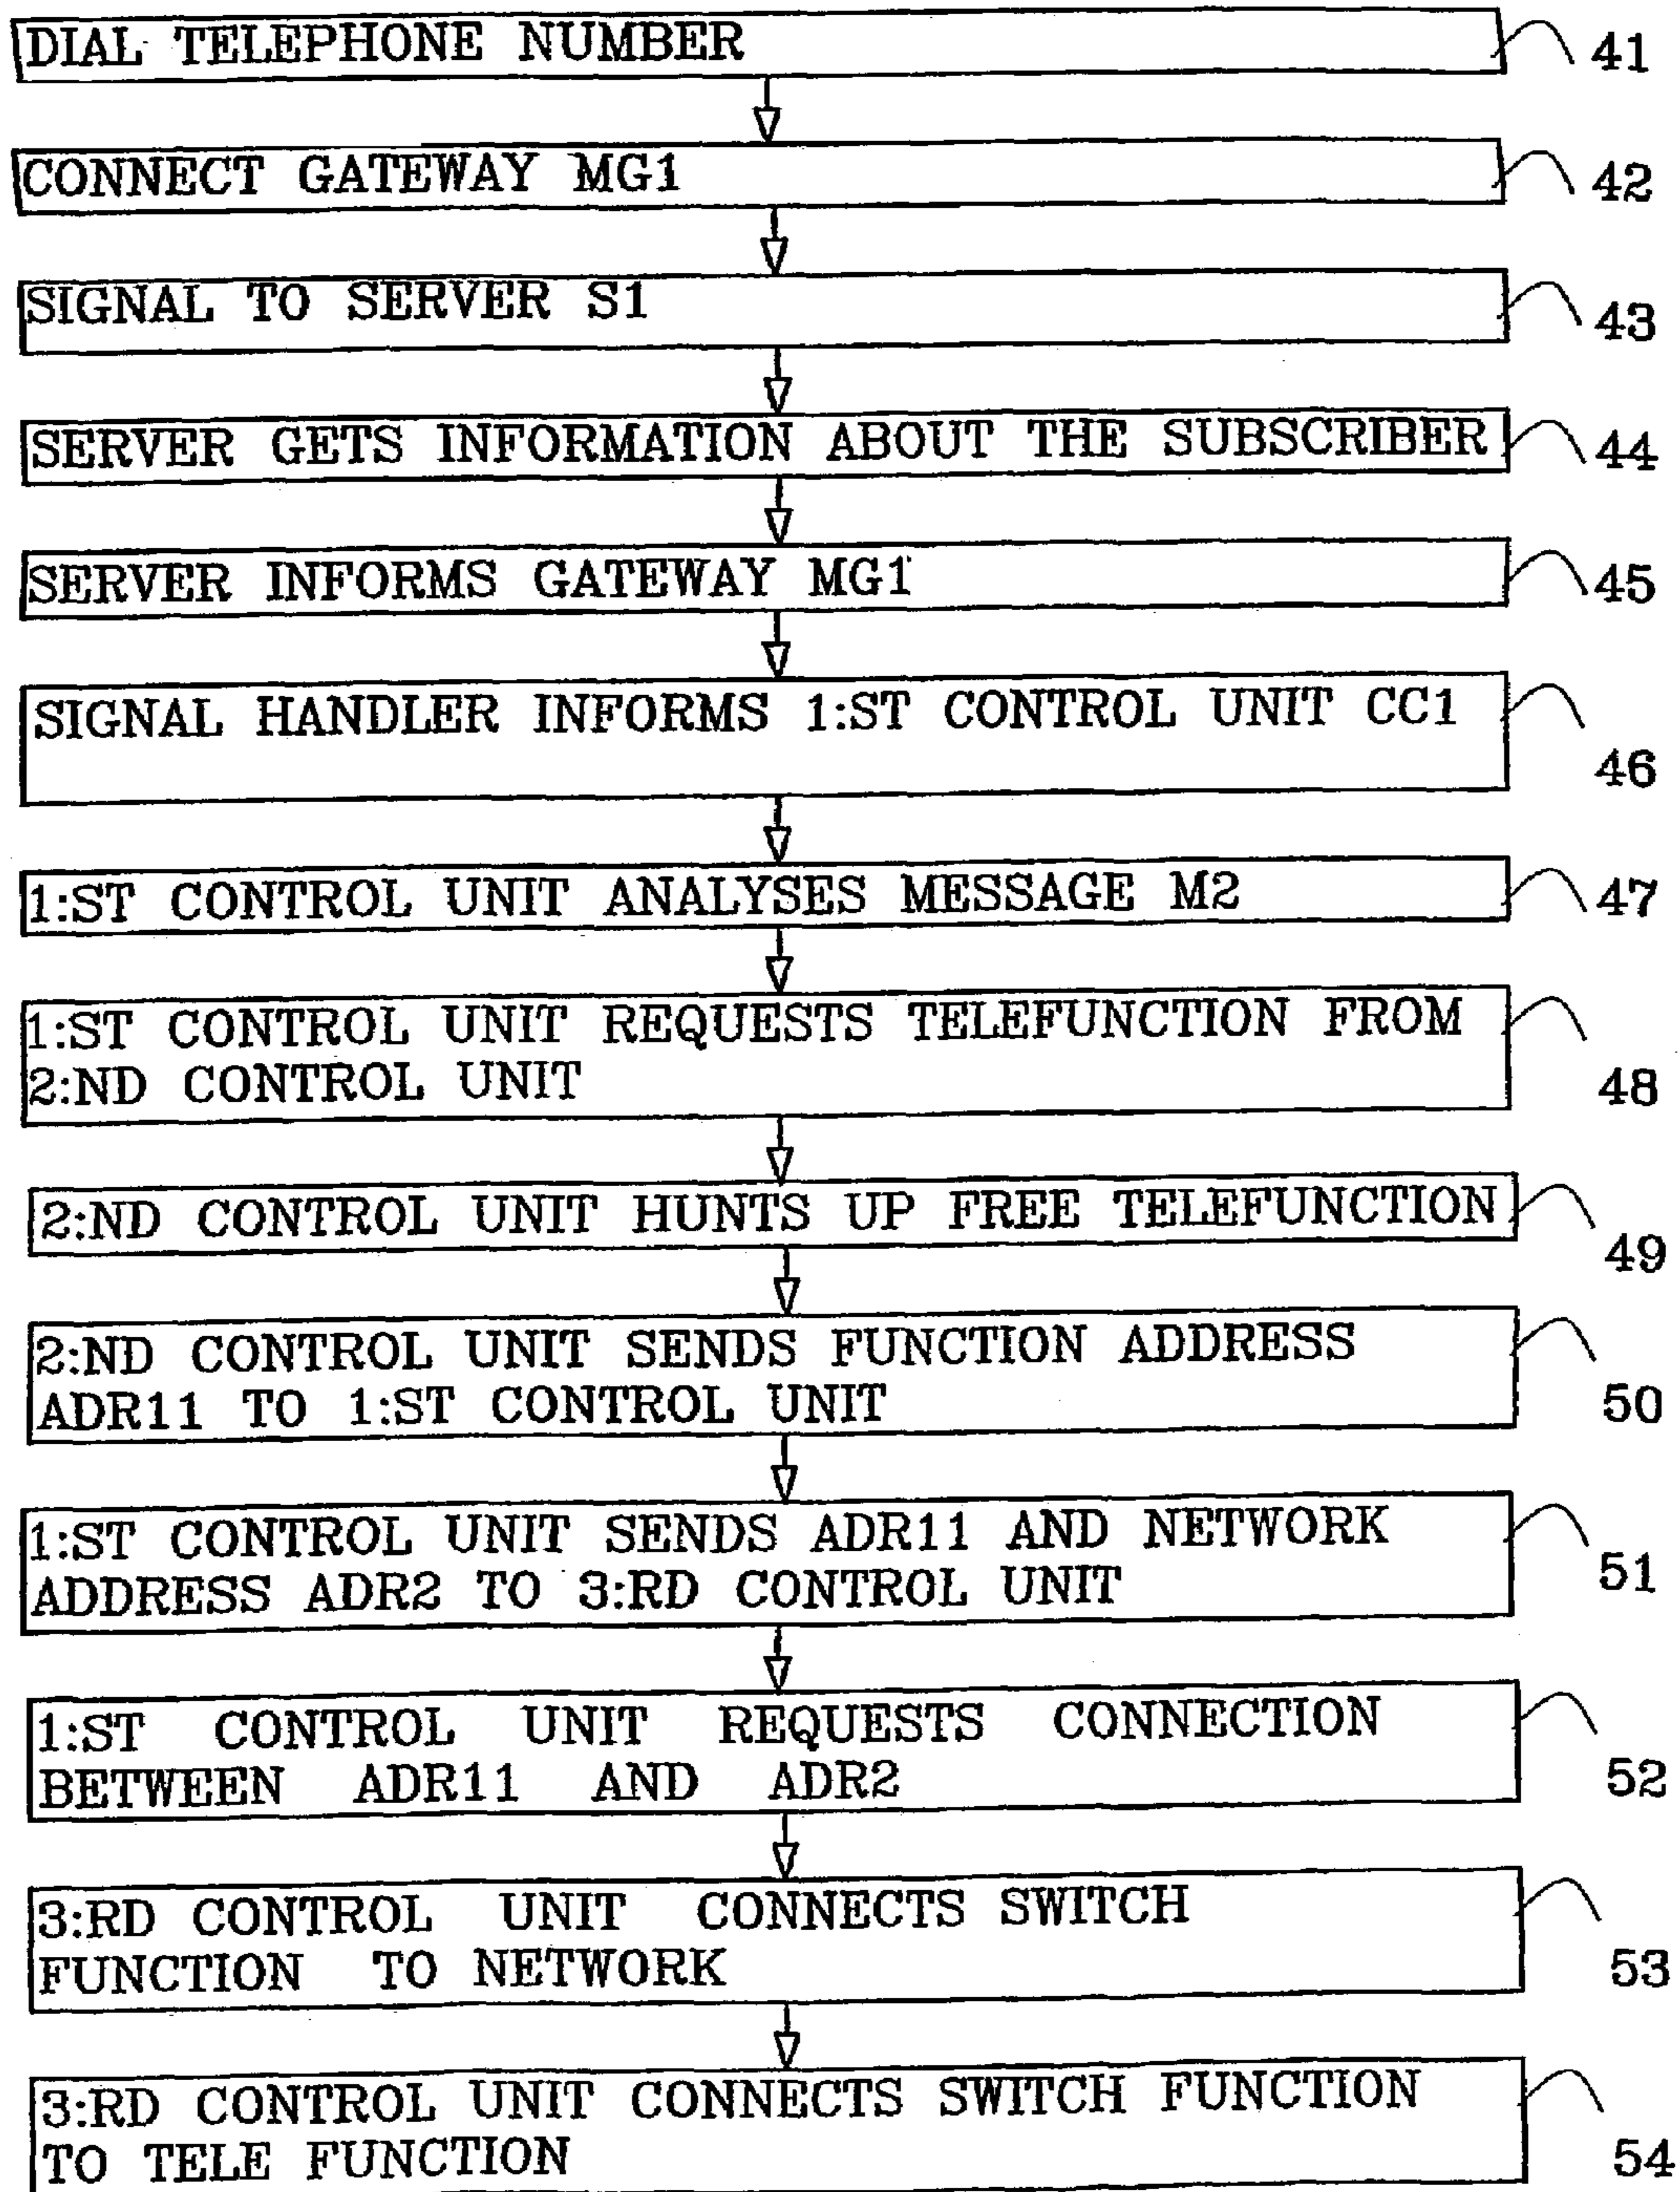 DIAL TELEPHONE NUMBER 41
CONNECT GATEWAY MG1 42
SIGNAL TO SERVER S1 43
SERVER GETS INFORMATION ABOUT THE SUBSCRIBER 44
SERVER INFORMS GATEWAY MG1 45
SIGNAL HANDLER INFORMS 1:ST CONTROL UNIT CC1
46
1:ST CONTROL UNIT ANALYSES MESSAGE M2 47
1:ST CONTROL UNIT REQUESTS TELEFUNCTION FROM
2:ND CONTROL UNIT 48
2:ND CONTROL UNIT HUNTS UP FREE TELEFUNCTION
49
2:ND CONTROL UNIT SENDS FUNCTION ADDRESS
ADR11 TO 1:ST CONTROL UNIT 50
1:ST CONTROL UNIT SENDS ADR11 AND NETWORK
ADDRESS ADR2 TO 3:RD CONTROL UNIT 51
1:ST CONTROL UNIT REQUESTS CONNECTION
BETWEEN ADR11 AND ADR2 52
3:RD CONTROL UNIT CONNECTS SWITCH
FUNCTION TO NETWORK 53
3:RD CONTROL UNIT CONNECTS SWITCH FUNCTION
TO TELE FUNCTION 54